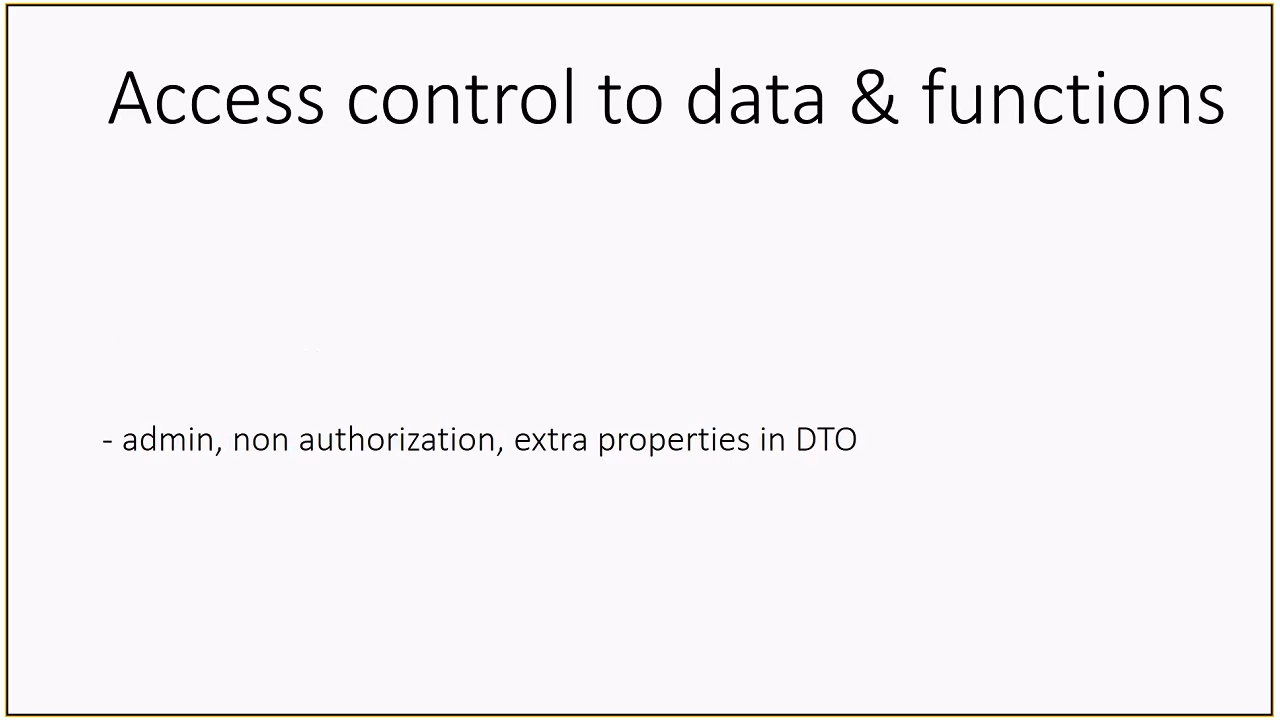 Access control to data & functions
- admin, non authorization, extra properties in DTO